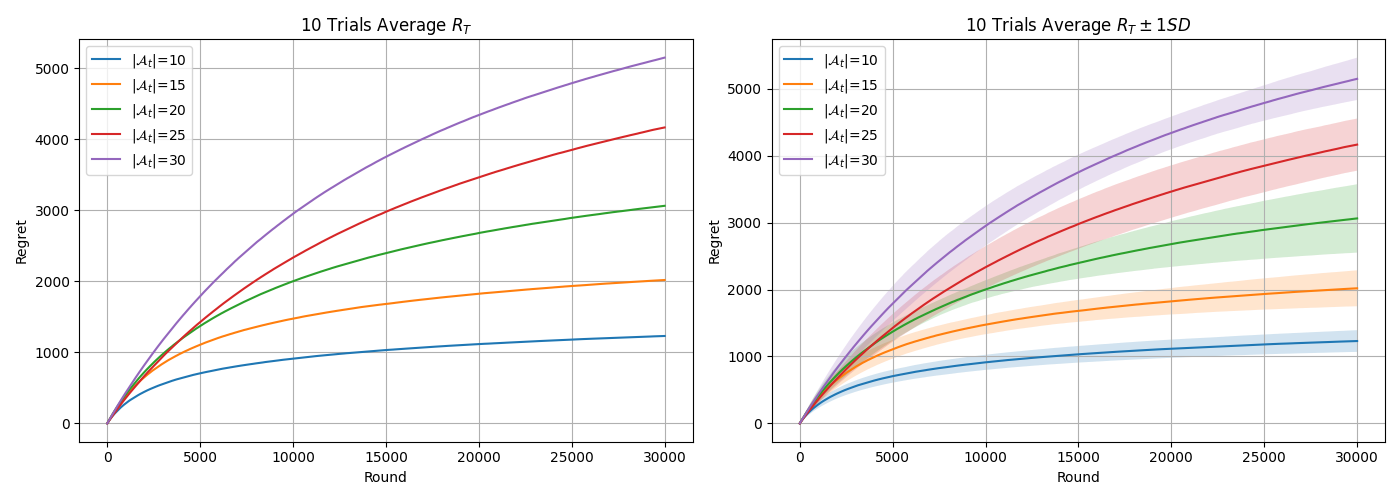 10 Trials Average $R_T$
|$\mathcal{A}_t$|=10
|$\mathcal{A}_t$|=15
|$\mathcal{A}_t$|=20
|$\mathcal{A}_t$|=25
|$\mathcal{A}_t$|=30
5000
4000
3000
2000
1000
0
Regret
0 5000 10000 15000 20000 25000 30000
Round
10 Trials Average $R_T \pm 1SD$
|$\mathcal{A}_t$|=10
|$\mathcal{A}_t$|=15
|$\mathcal{A}_t$|=20
|$\mathcal{A}_t$|=25
|$\mathcal{A}_t$|=30
5000
4000
3000
2000
1000
0
Regret
0 5000 10000 15000 20000 25000 30000
Round